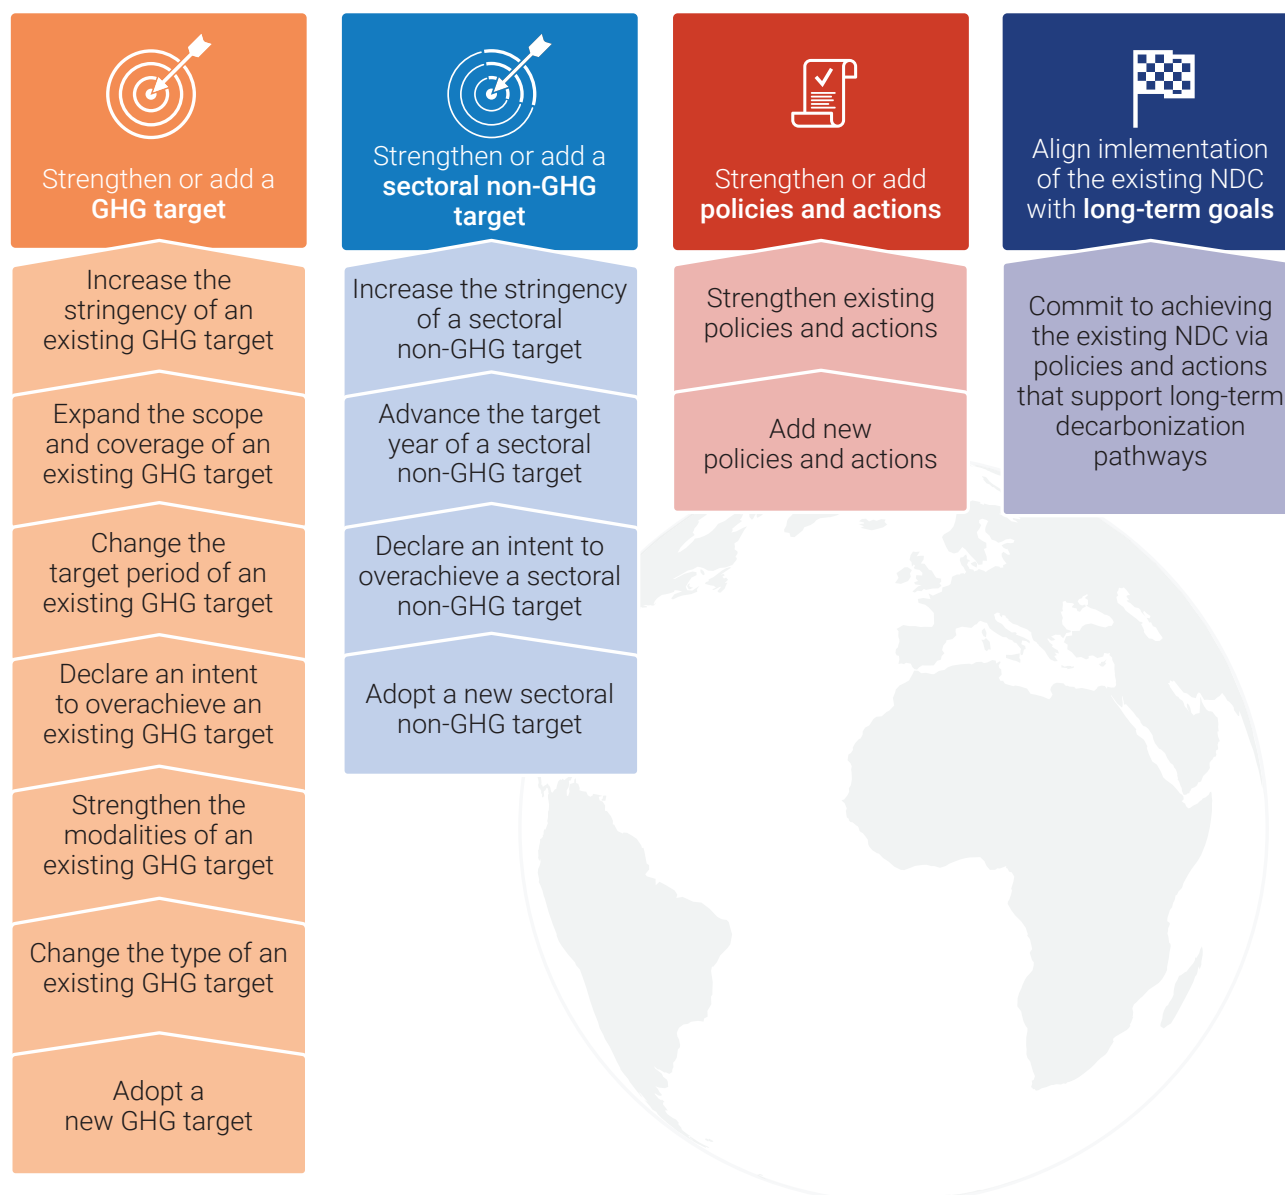 Strengthen or add a
GHG target
Increase the
stringency of an
existing GHG target
Expand the scope
and coverage of an
existing GHG target
Change the
target period of an
existing GHG target
Declare an intent
to overachieve an
existing GHG target
Strengthen the
modalities of an
existing GHG target
Change the type of an
existing GHG target
Adopt a
new GHG target
Strengthen or add a
sectoral non-GHG
target
Increase the stringency
of a sectoral
non-GHG target
Advance the target
year of a sectoral
non-GHG target
Declare an intent to
overachieve a sectoral
non-GHG target
Adopt a new sectoral
non-GHG target
Strengthen or add
policies and actions
Strengthen existing
policies and actions
Add new
policies and actions
Align imlementation
of the existing NDC
with long-term goals
Commit to achieving
the existing NDC via
policies and actions
that support long-term
decarbonization
pathways